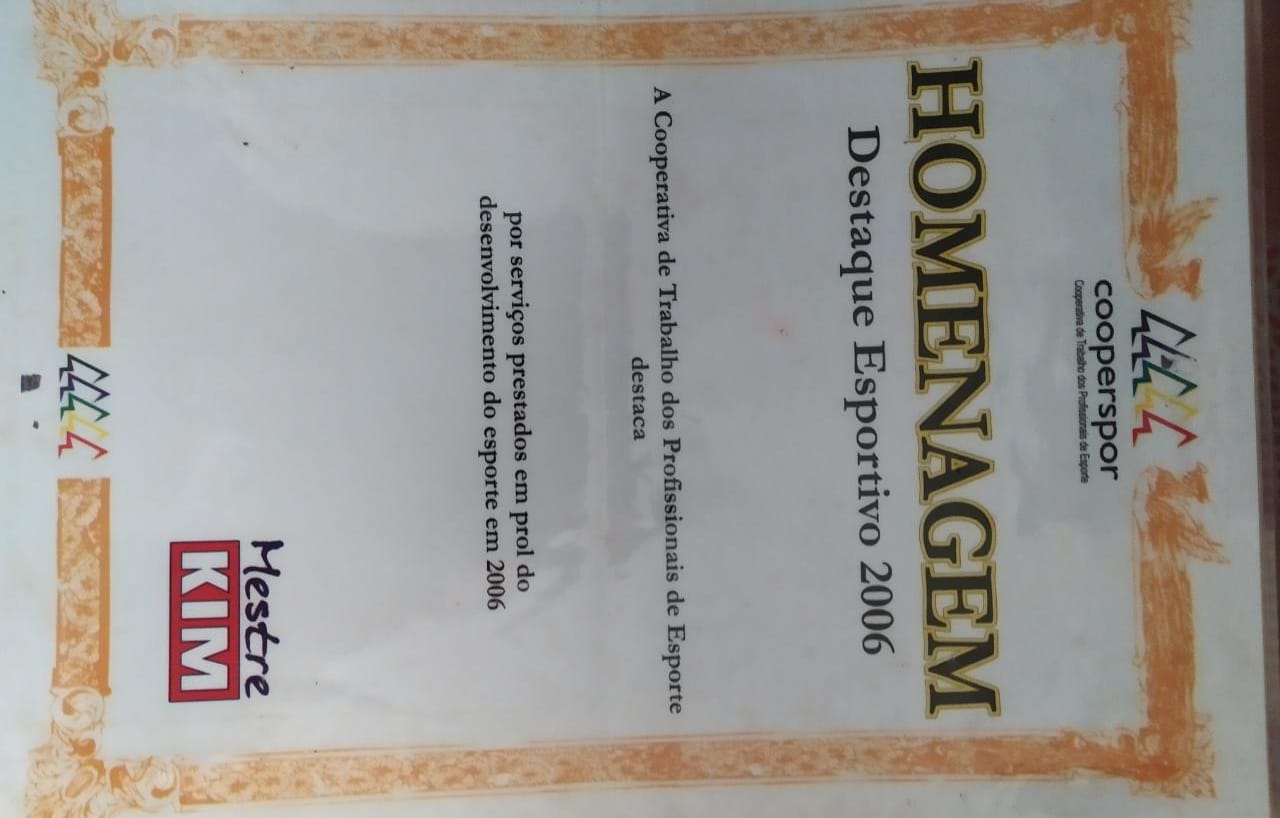 cooperspor
Cooperativa de Trabalho dos Profissionais de Esporte
HOMENAGEM
Destaque Esportivo 2006
A Cooperativa de Trabalho dos Profissionais de Esporte
destaca
por serviços prestados em prol do
desenvolvimento do esporte em 2006
Mestre
KIM